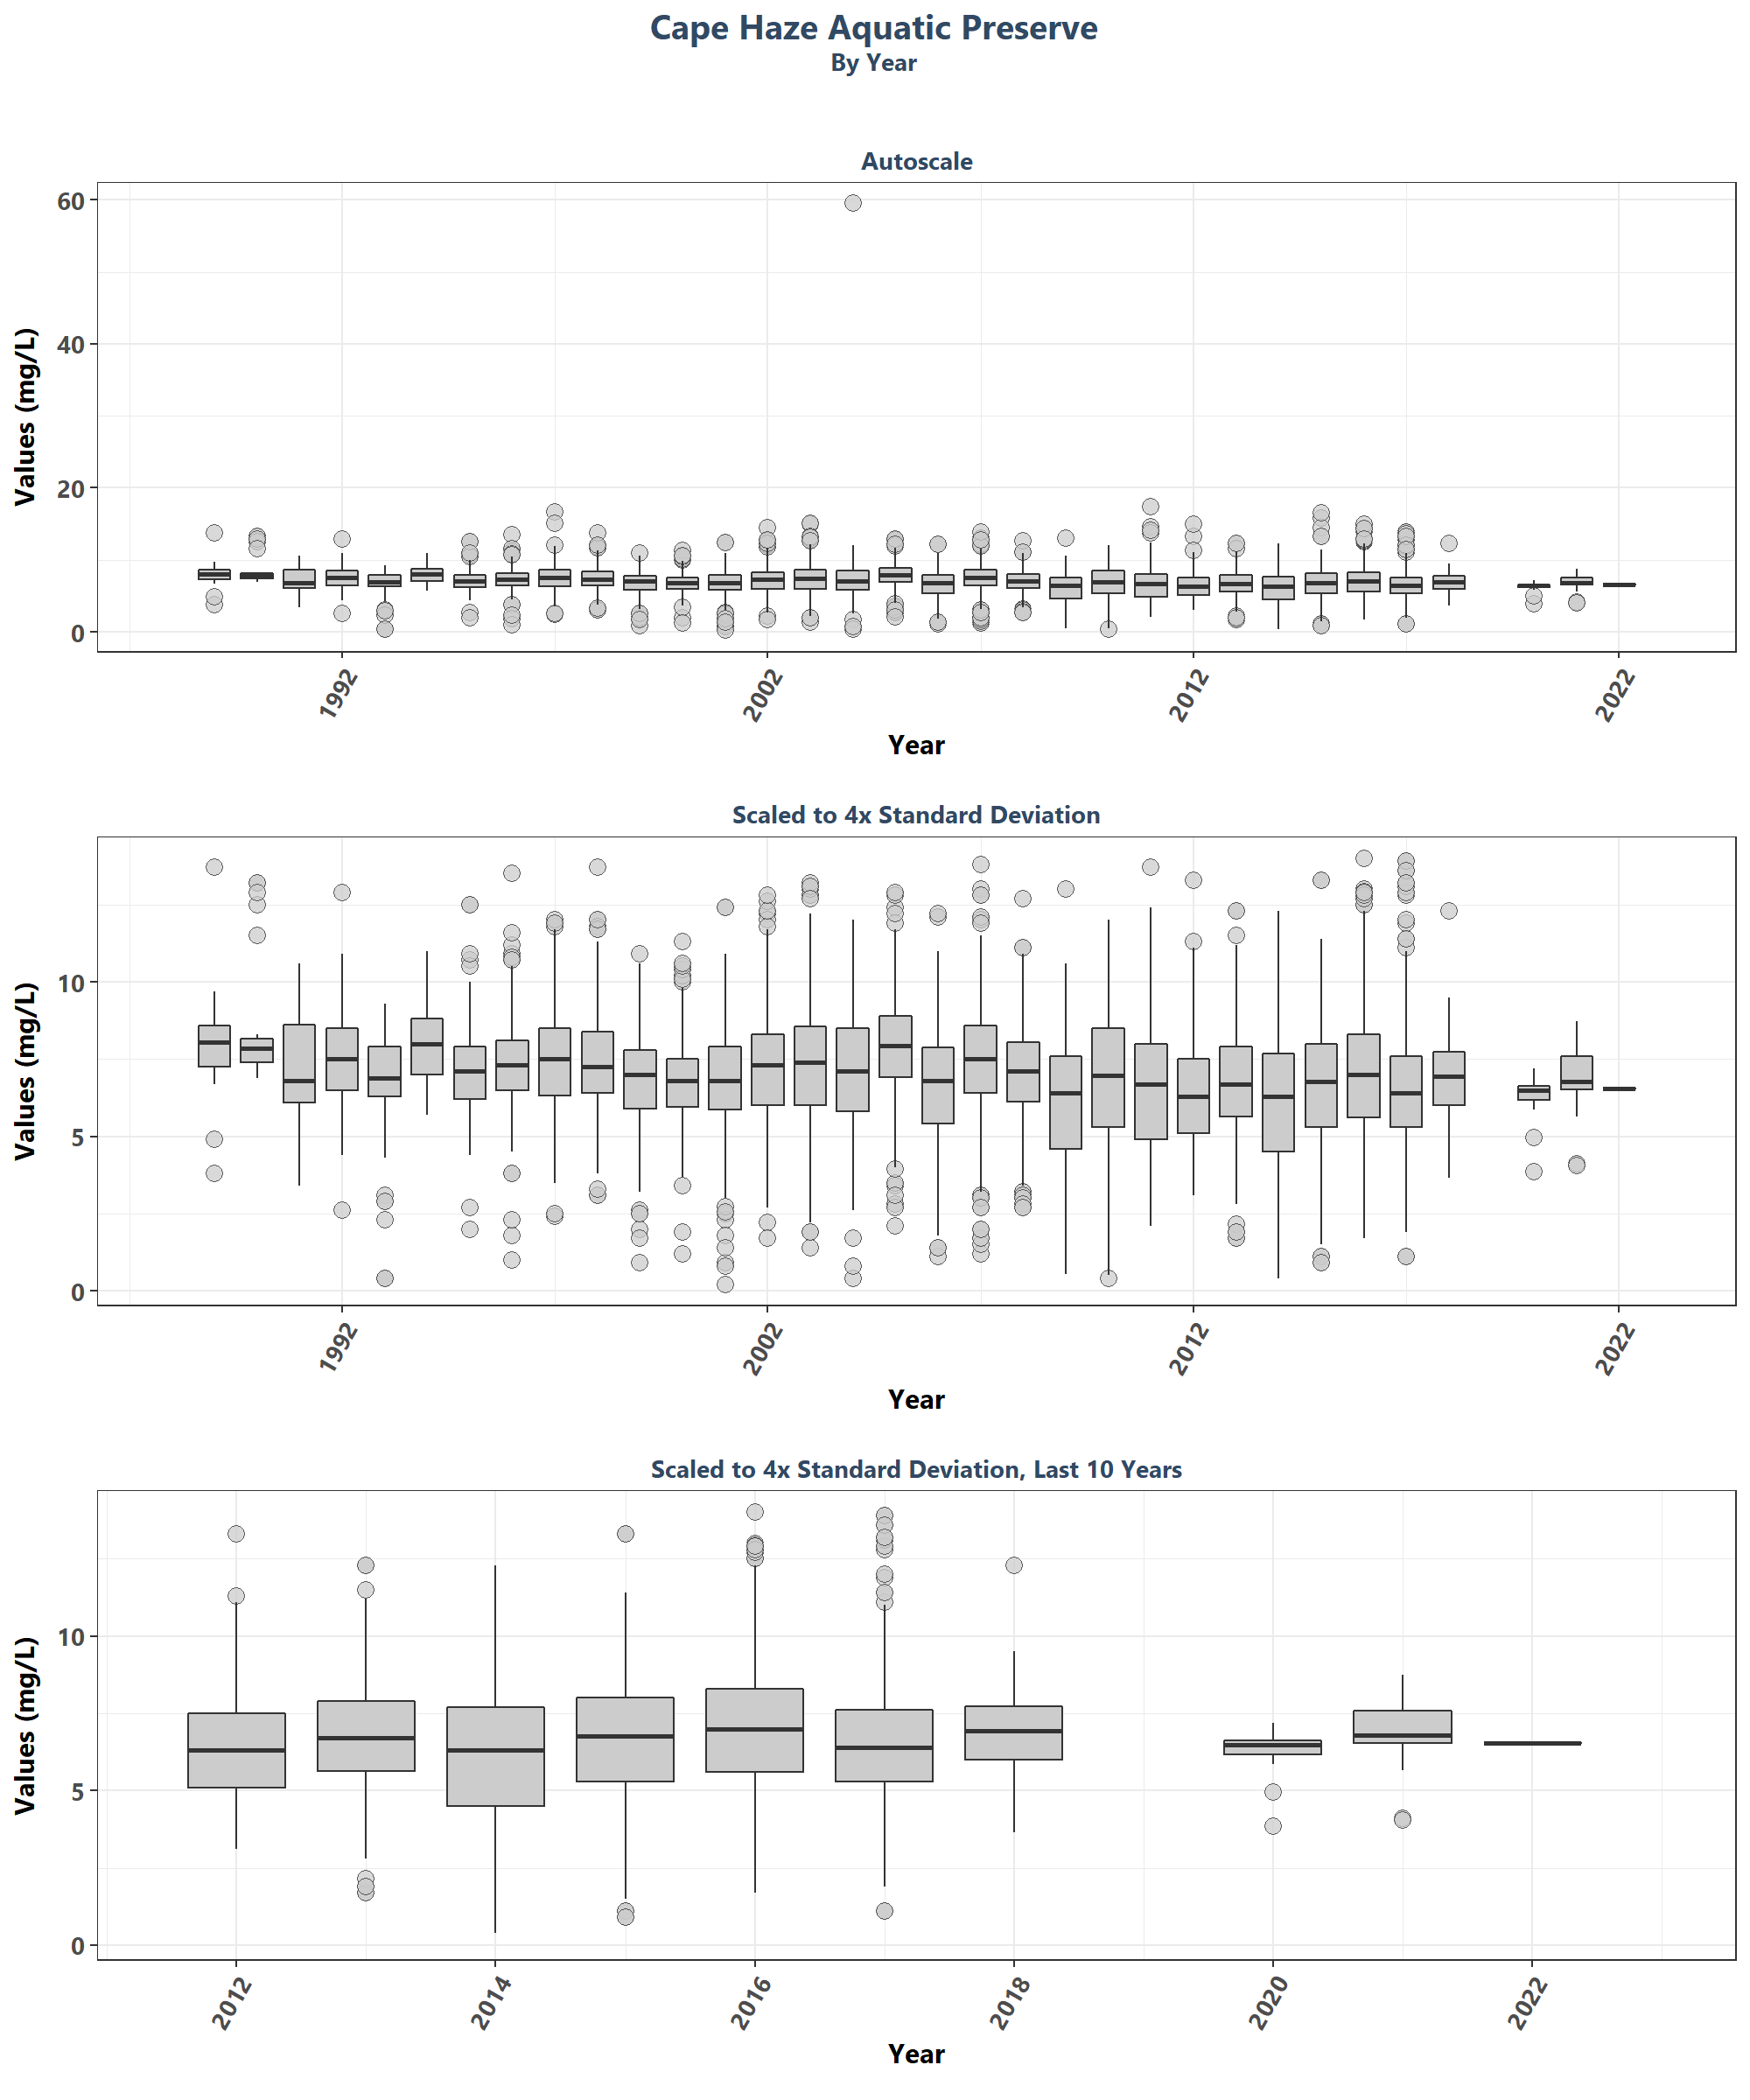 Cape Haze Aquatic Preserve
By Year
Autoscale
Values (mg/L)
60
40
20
0
1992
2002
2012
2022
Year
Scaled to 4x Standard Deviation
Values (mg/L)
10
5
0
1992
2002
2012
2022
Year
Scaled to 4x Standard Deviation, Last 10 Years
Values (mg/L)
10
5
0
2012
2014
2016
2018
2020
2022
Year